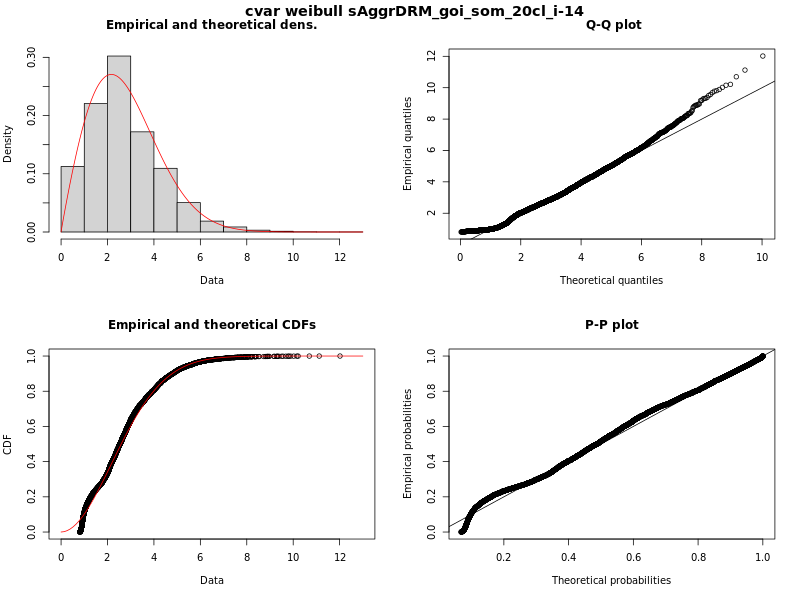 cvar weibull sAggrDRM_goi_som_20cl_i-14
Empirical and theoretical dens.
Density
0.00 0.10 0.20 0.30
0 2 4 6 8 10 12
Data
Q-Q plot
Empirical quantiles
2 4 6 8 10 12
0 2 4 6 8 10
Theoretical quantiles
Empirical and theoretical CDFs
CDF
0.0 0.2 0.4 0.6 0.8 1.0
0 2 4 6 8 10 12
Data
P-P plot
Empirical probabilities
0.0 0.2 0.4 0.6 0.8 1.0
0.2 0.4 0.6 0.8 1.0
Theoretical probabilities